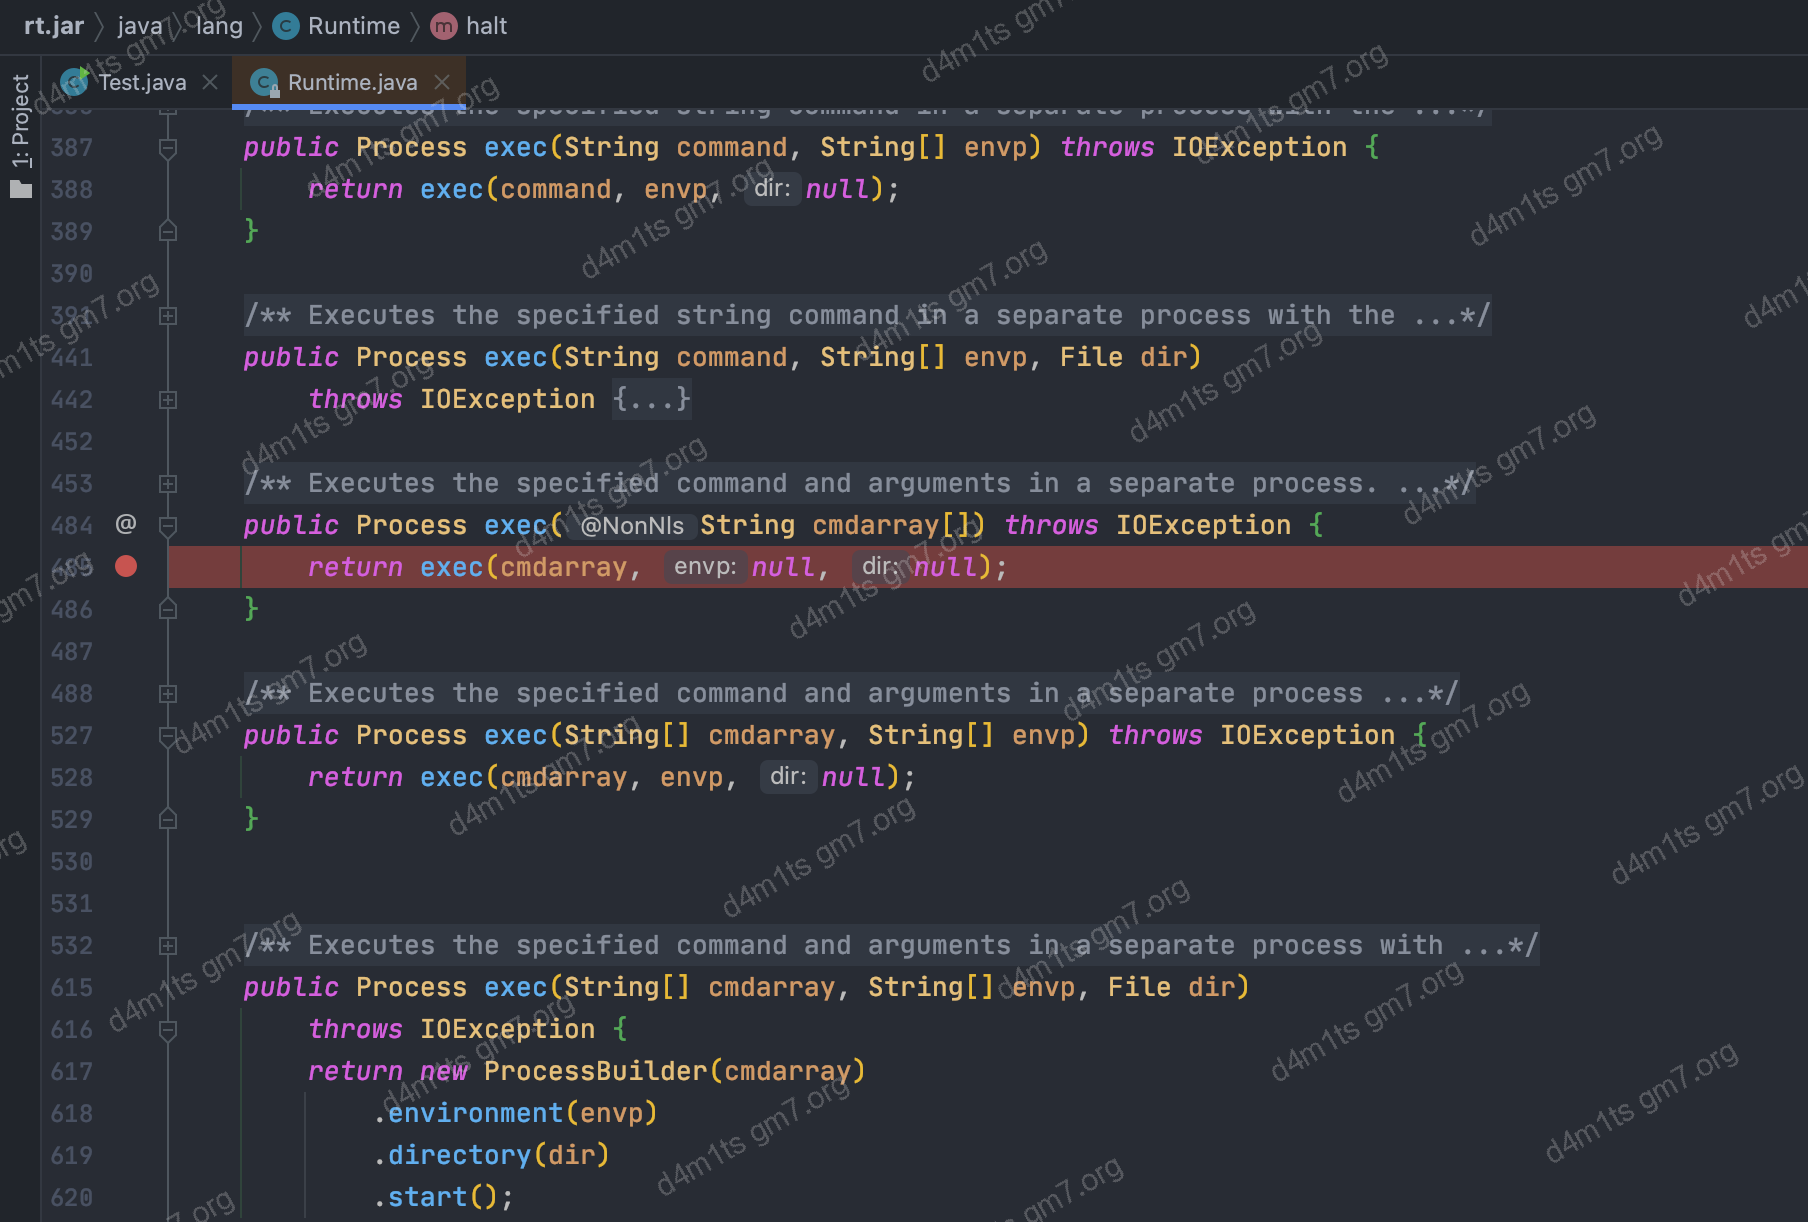 rt.jar java lang Runtime halt
Test.java Runtime.java
1: Project
/** Executes the specified string command in a separate process with the ...*/
387 public Process exec(String command, String[] envp) throws IOException {
388 return exec(command, envp, dir: null);
389 }
390
391 /** Executes the specified string command in a separate process with the ...*/
441 public Process exec(String command, String[] envp, File dir)
442 throws IOException {...}
452
453 /** Executes the specified command and arguments in a separate process. ...*/
484 @ public Process exec( @NonNls String cmdarray[]) throws IOException {
485 return exec(cmdarray, envp: null, dir: null);
486 }
487
488 /** Executes the specified command and arguments in a separate process ...*/
527 public Process exec(String[] cmdarray, String[] envp) throws IOException {
528 return exec(cmdarray, envp, dir: null);
529 }
530
531
532 /** Executes the specified command and arguments in a separate process with ...*/
615 public Process exec(String[] cmdarray, String[] envp, File dir)
616 throws IOException {
617 return new ProcessBuilder(cmdarray)
618 .environment(envp)
619 .directory(dir)
620 .start();
d4m1ts gm7.org